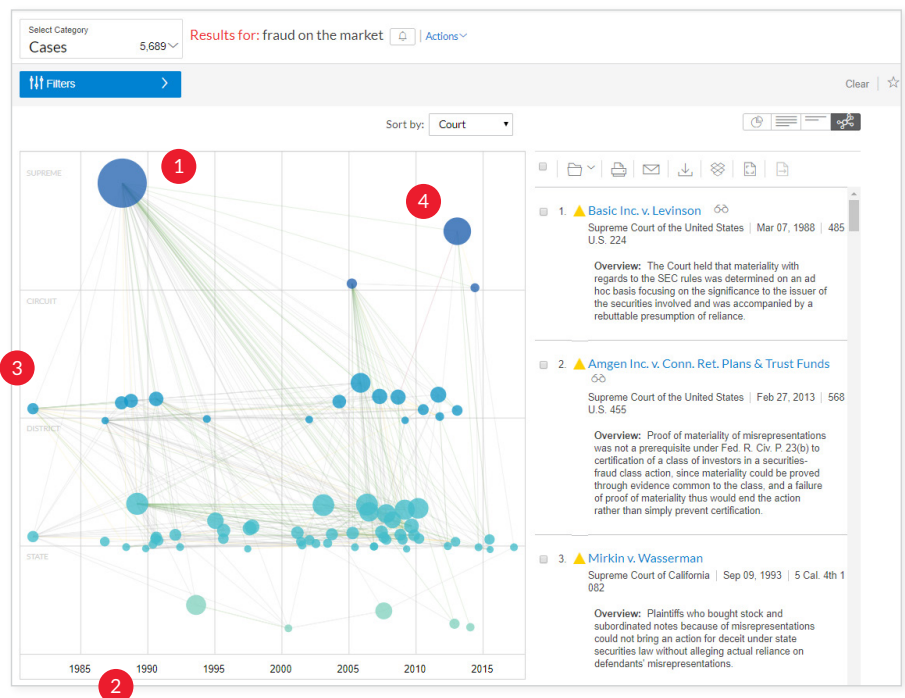 Select Category
Cases 5,689
Results for: fraud on the market
Actions
Filters
Clear
Sort by: Court
SUPREME
1
4
CIRCUIT
3
DISTRICT
STATE
1985 1990 1995 2000 2005 2010 2015
2
1. Basic Inc. v. Levinson
Supreme Court of the United States | Mar 07, 1988 | 485
U.S. 224
Overview: The Court held that materiality with
regards to the SEC rules was determined on an ad
hoc basis focusing on the significance to the issuer of
the securities involved and was accompanied by a
rebuttable presumption of reliance.
2. Amgen Inc. v. Conn. Ret. Plans & Trust Funds
Supreme Court of the United States | Feb 27, 2013 | 568
U.S. 455
Overview: Proof of materiality of misrepresentations
was not a prerequisite under Fed. R. Civ. P. 23(b) to
certification of a class of investors in a securities-
fraud class action, since materiality could be proved
through evidence common to the class, and a failure
of proof of materiality thus would end the action
rather than simply prevent certification.
3. Mirkin v. Wasserman
Supreme Court of California | Sep 09, 1993 | 5 Cal. 4th 1
082
Overview: Plaintiffs who bought stock and
subordinated notes because of misrepresentations
could not bring an action for deceit under state
securities law without alleging actual reliance on
defendants' misrepresentations.